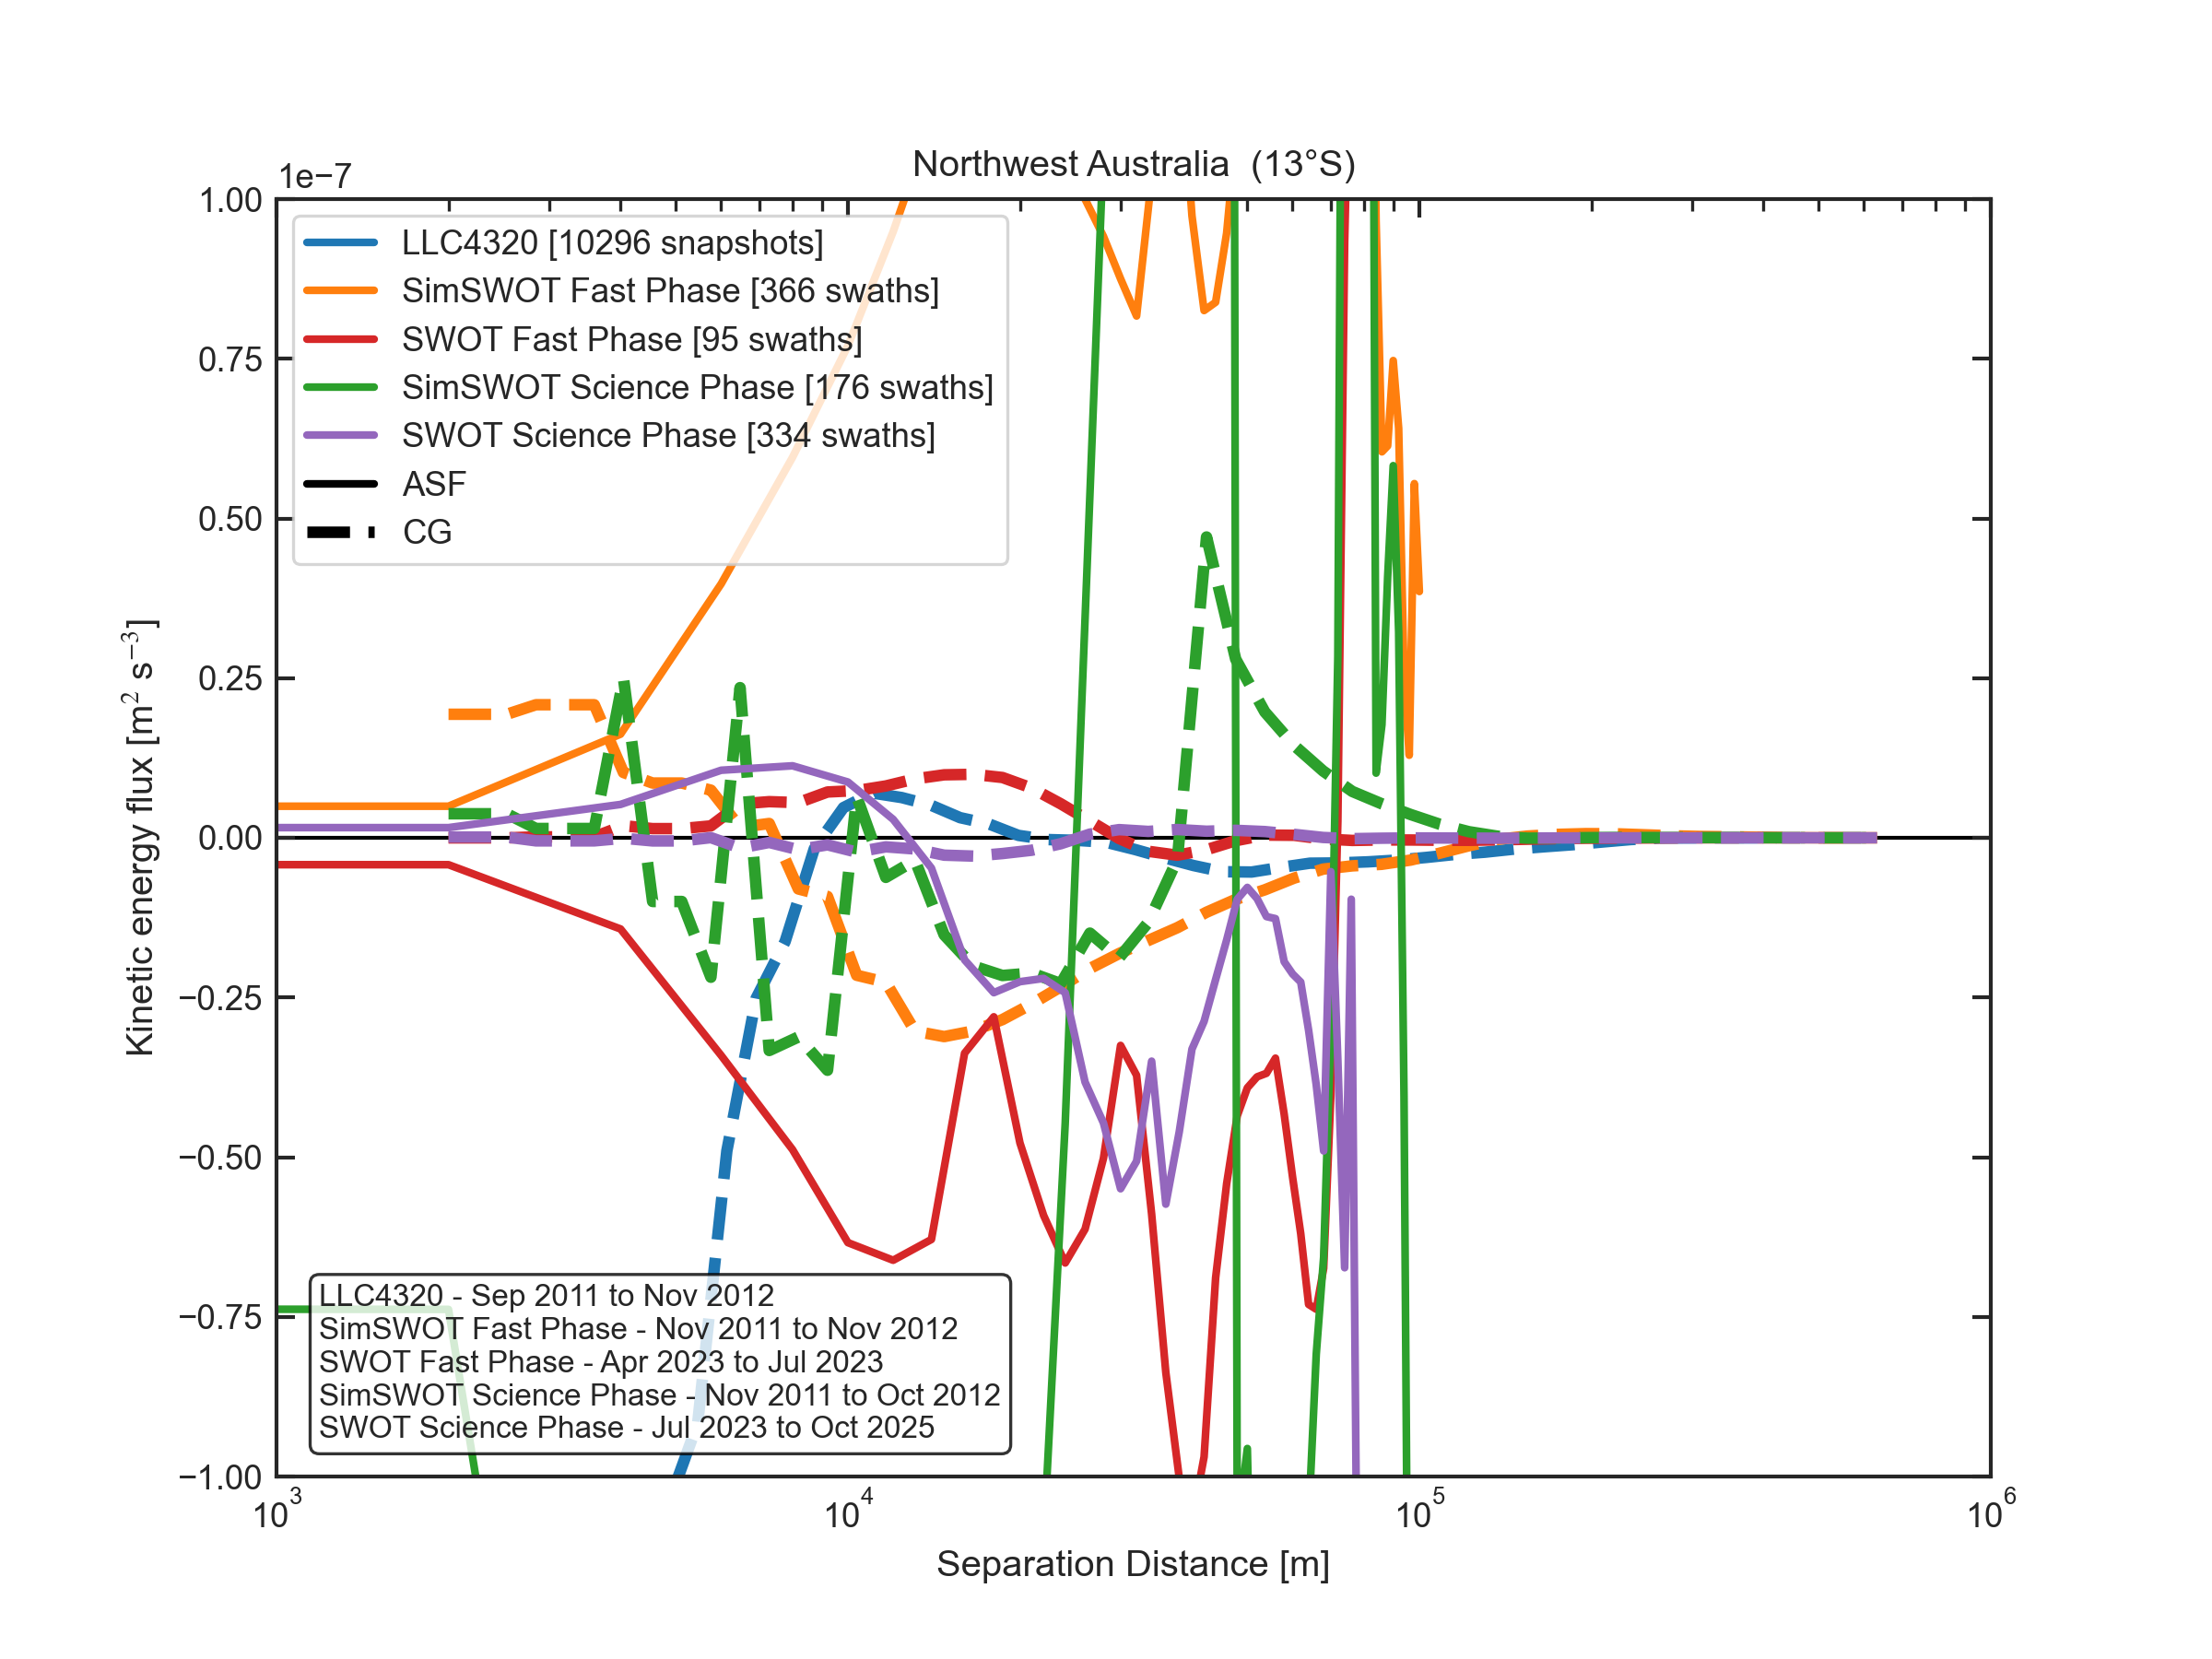 Northwest Australia  (13°S)
1e−7
1.00
0.75
0.50
0.25
0.00
−0.25
−0.50
−0.75
−1.00
Kinetic energy flux [m² s⁻³]
LLC4320 [10296 snapshots]
SimSWOT Fast Phase [366 swaths]
SWOT Fast Phase [95 swaths]
SimSWOT Science Phase [176 swaths]
SWOT Science Phase [334 swaths]
ASF
CG
LLC4320 - Sep 2011 to Nov 2012
SimSWOT Fast Phase - Nov 2011 to Nov 2012
SWOT Fast Phase - Apr 2023 to Jul 2023
SimSWOT Science Phase - Nov 2011 to Oct 2012
SWOT Science Phase - Jul 2023 to Oct 2025
10³ 10⁴ 10⁵ 10⁶
Separation Distance [m]